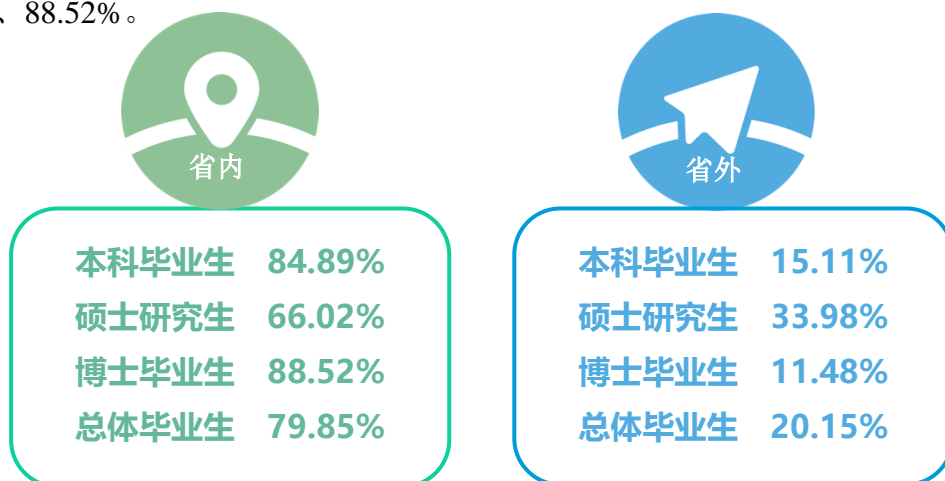 、88.52%。
省内
本科毕业生 84.89%
硕士研究生 66.02%
博士毕业生 88.52%
总体毕业生 79.85%
省外
本科毕业生 15.11%
硕士研究生 33.98%
博士毕业生 11.48%
总体毕业生 20.15%